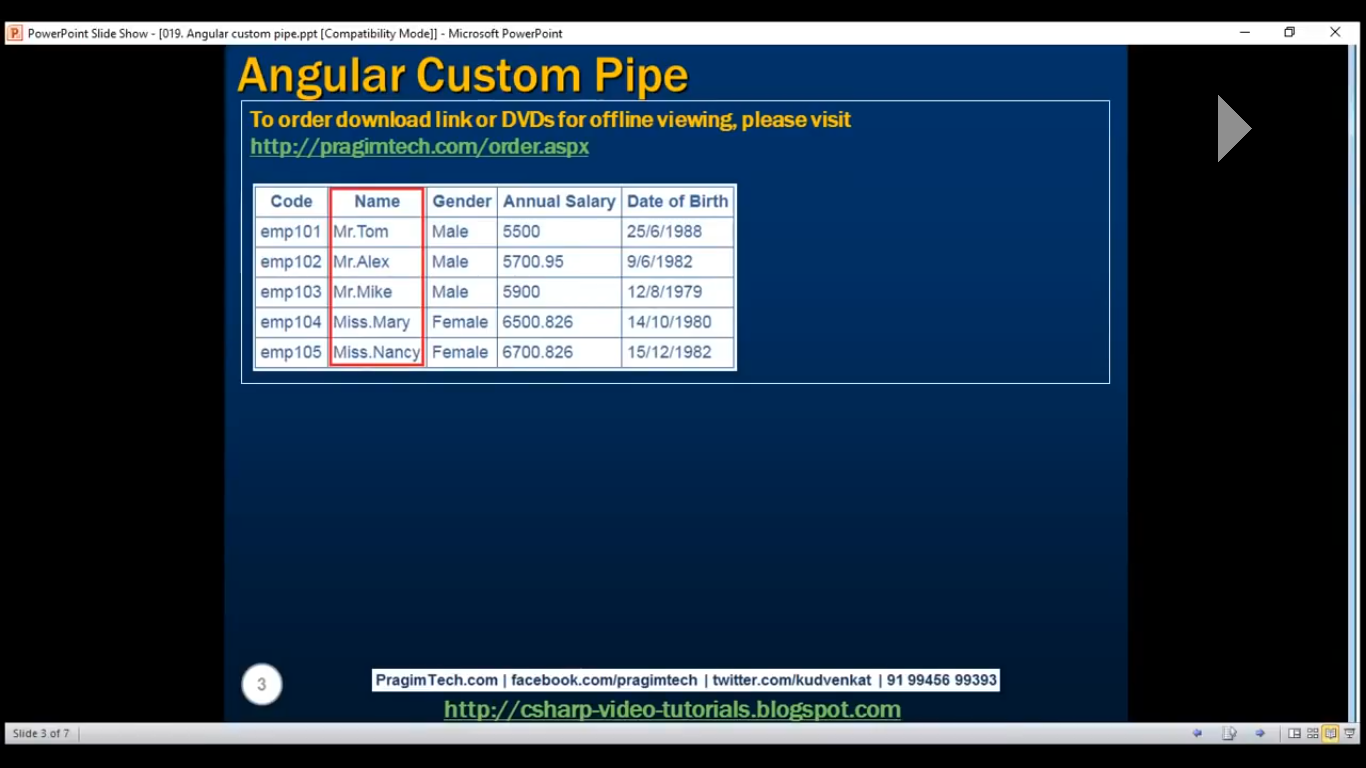 PowerPoint Slide Show - [019. Angular custom pipe.ppt [Compatibility Mode]] - Microsoft PowerPoint
Angular Custom Pipe
To order download link or DVDs for offline viewing, please visit
http://pragimtech.com/order.aspx
Code Name Gender Annual Salary Date of Birth
emp101 Mr.Tom Male 5500 25/6/1988
emp102 Mr.Alex Male 5700.95 9/6/1982
emp103 Mr.Mike Male 5900 12/8/1979
emp104 Miss.Mary Female 6500.826 14/10/1980
emp105 Miss.Nancy Female 6700.826 15/12/1982
3
PragimTech.com | facebook.com/pragimtech | twitter.com/kudvenkat | 91 99456 99393
http://csharp-video-tutorials.blogspot.com
Slide 3 of 7